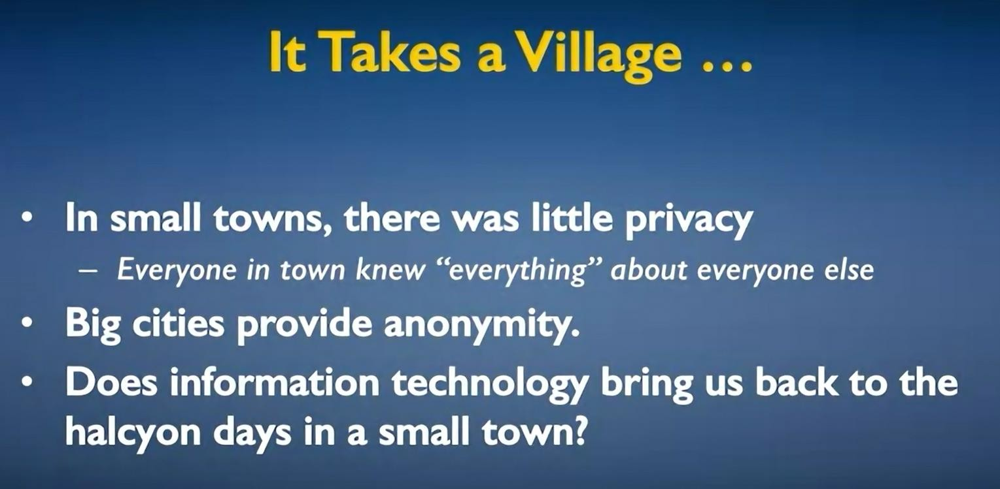 It Takes a Village ...
• In small towns, there was little privacy
– Everyone in town knew “everything” about everyone else
• Big cities provide anonymity.
• Does information technology bring us back to the
halcyon days in a small town?